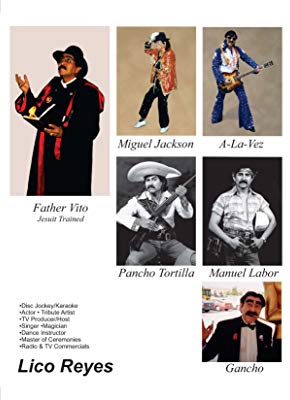 Miguel Jackson
A-La-Vez
Father Vito
Jesuit Trained
Pancho Tortilla
Manuel Labor
•Disc Jockey/Karaoke
•Actor • Tribute Artist
•TV Producer/Host
•Singer •Magician
•Dance Instructor
•Master of Ceremonies
•Radio & TV Commercials
Gancho
Lico Reyes